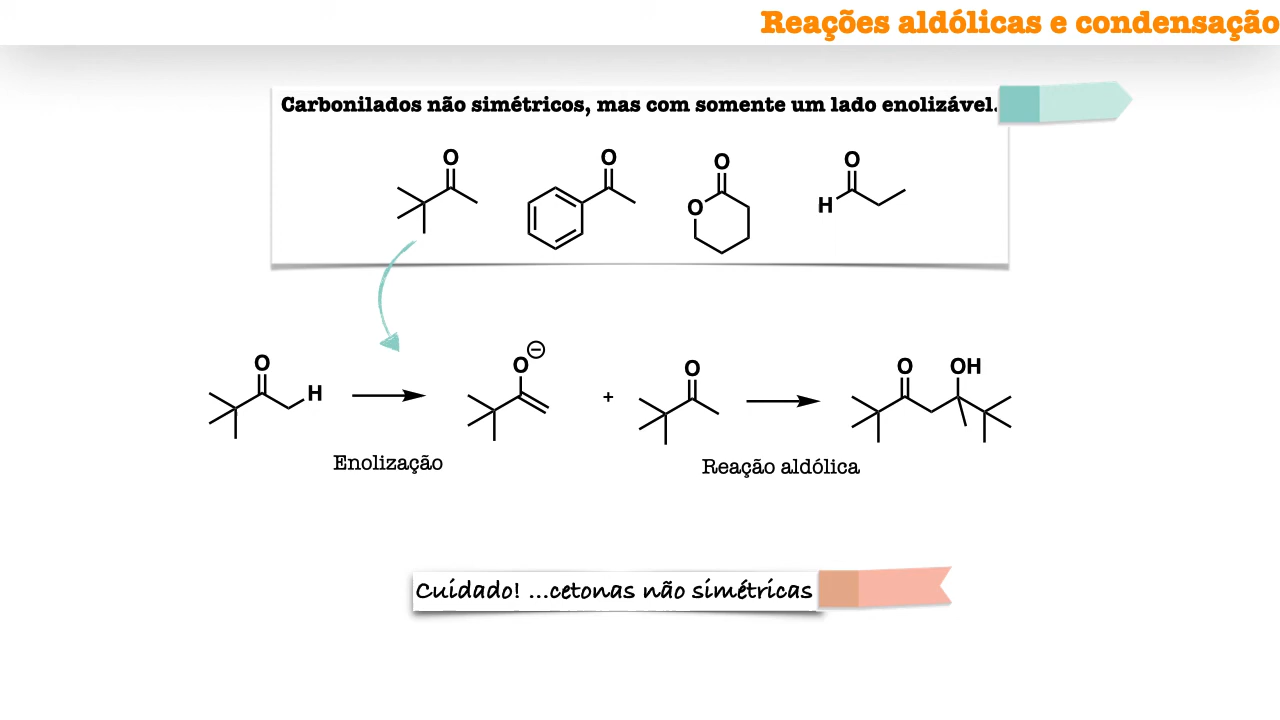 Reações aldólicas e condensação
Carbonilados não simétricos, mas com somente um lado enolizável.
O O O O
O H
O H O ⊖ + O O OH
Enolização
Reação aldólica
Cuidado! ...cetonas não simétricas